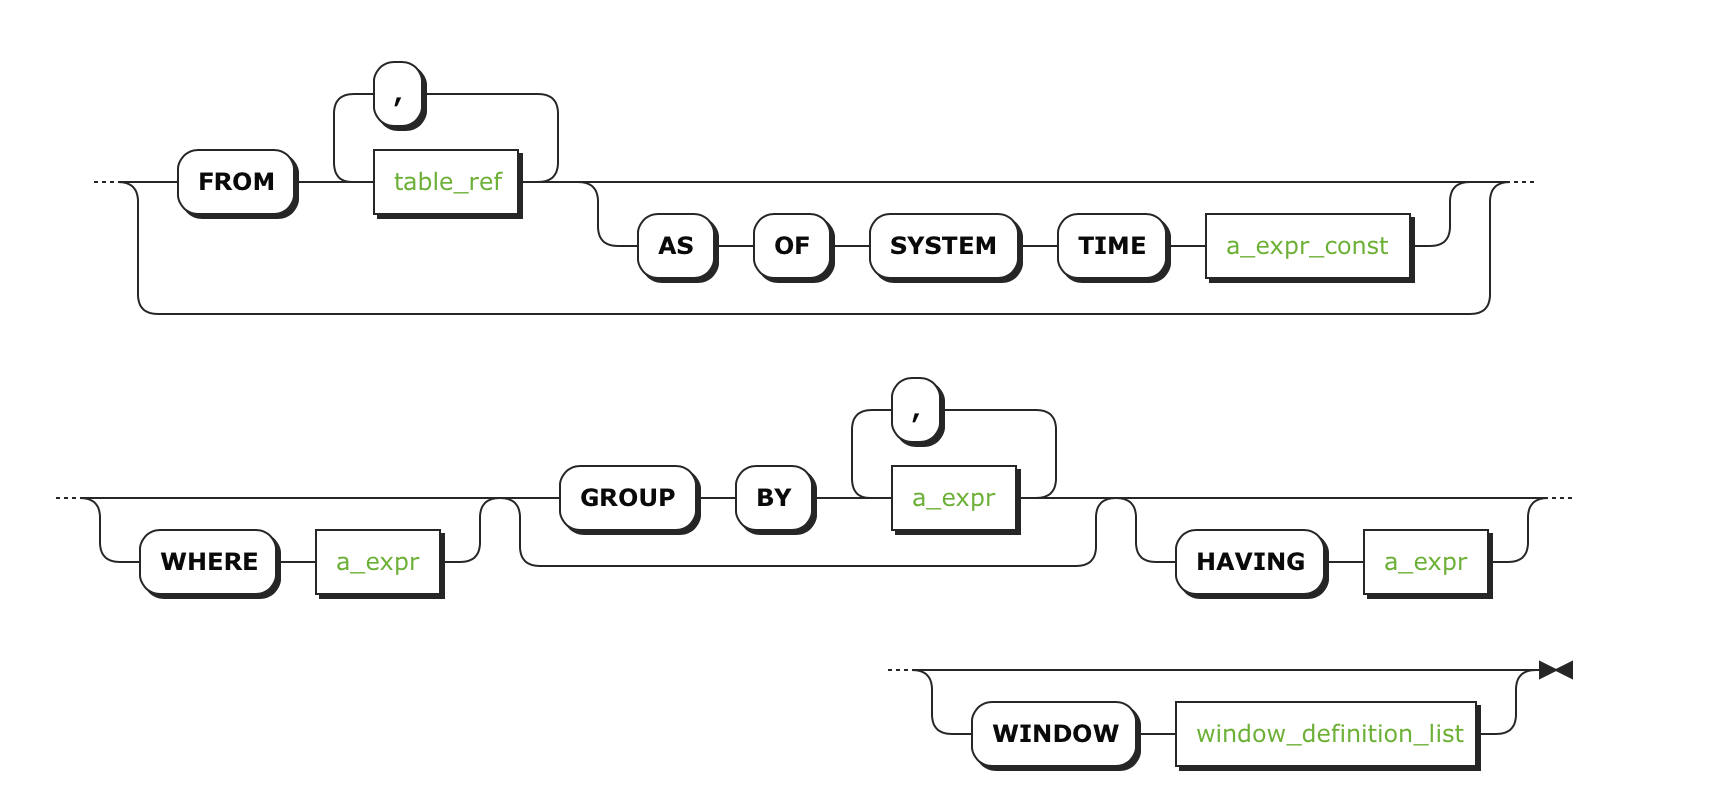 ,
FROM table_ref
AS OF SYSTEM TIME a_expr_const
,
GROUP BY a_expr
WHERE a_expr HAVING a_expr
WINDOW window_definition_list